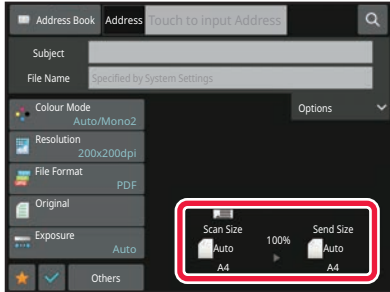 Address Book Address Touch to input Address
Subject
File Name Specified by System Settings
Options
Colour Mode
Auto/Mono2
Resolution
200x200dpi
File Format
PDF
Original
Exposure
Auto
Others
Scan Size Send Size
Auto 100% Auto
A4 A4